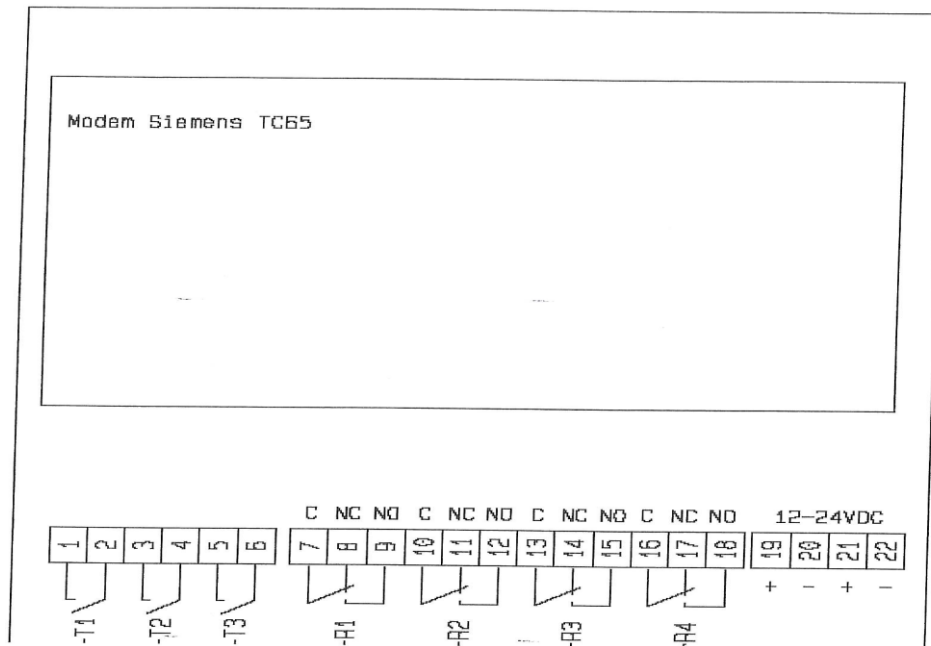 Modem Siemens TC65
C NC NO C NC NO C NC NO C NC NO 12-24VDC
1 2 3 4 5 6 7 8 9 10 11 12 13 14 15 16 17 18 19 20 21 22
+ - + -
-T1 -T2 -T3 -R1 -R2 -R3 -R4